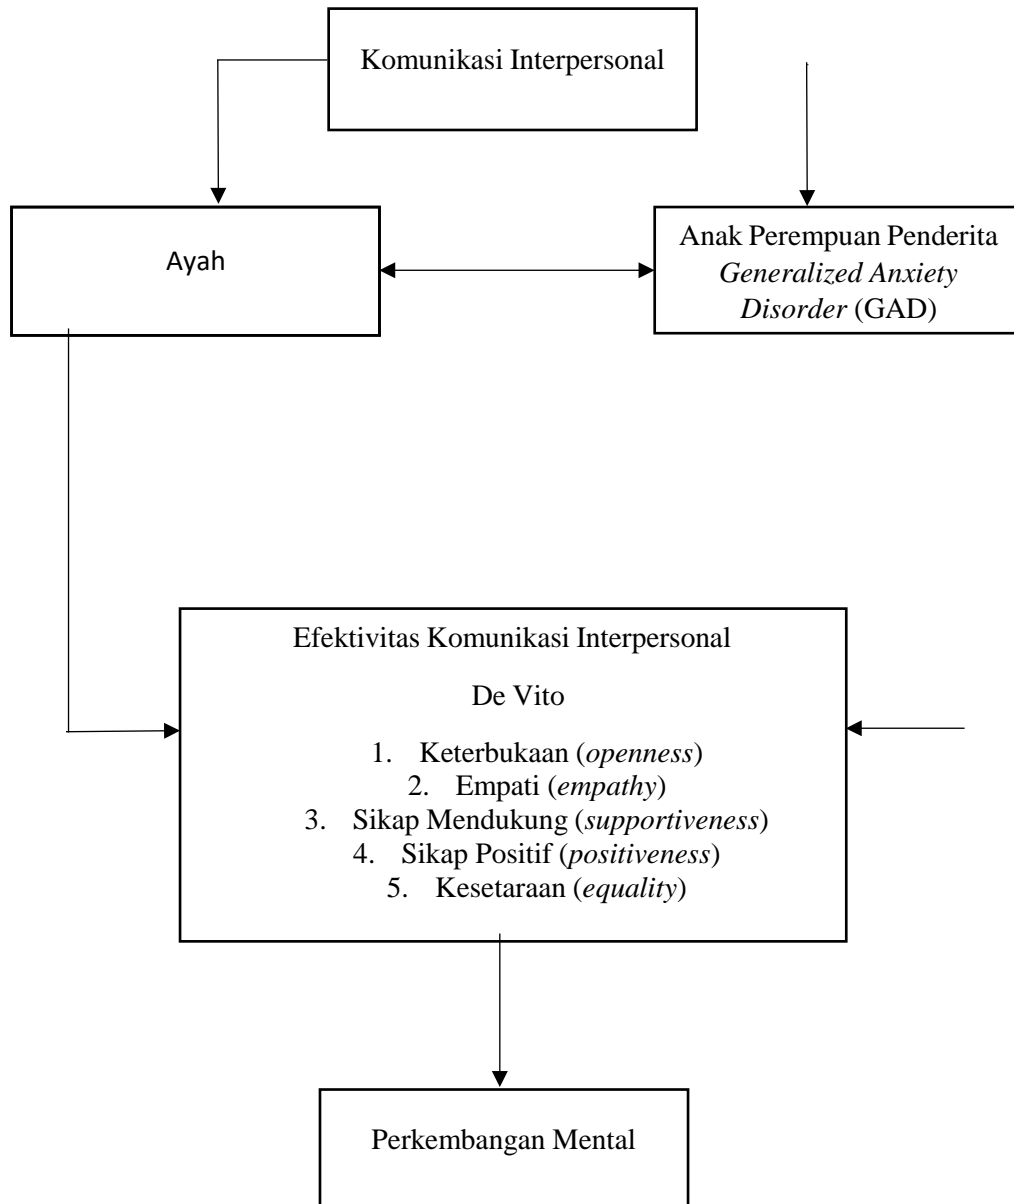 Komunikasi Interpersonal
Ayah
Anak Perempuan Penderita
Generalized Anxiety
Disorder (GAD)
Efektivitas Komunikasi Interpersonal
De Vito
1. Keterbukaan (openness)
2. Empati (empathy)
3. Sikap Mendukung (supportiveness)
4. Sikap Positif (positiveness)
5. Kesetaraan (equality)
Perkembangan Mental